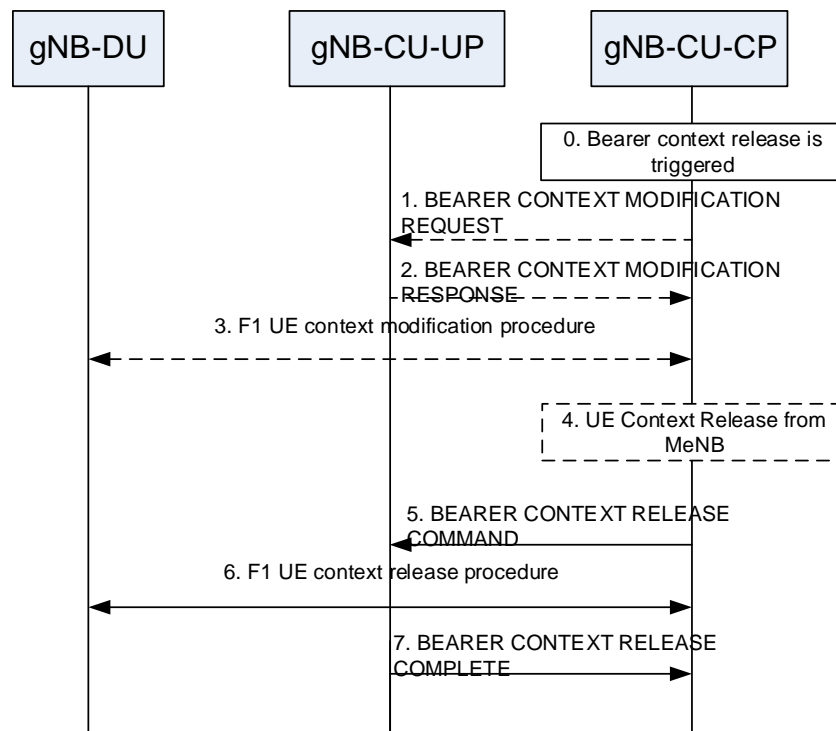 gNB-DU
gNB-CU-UP
gNB-CU-CP
0. Bearer context release is
triggered
1. BEARER CONTEXT MODIFICATION
REQUEST
2. BEARER CONTEXT MODIFICATION
RESPONSE
3. F1 UE context modification procedure
4. UE Context Release from
MeNB
5. BEARER CONTEXT RELEASE
COMMAND
6. F1 UE context release procedure
7. BEARER CONTEXT RELEASE
COMPLETE